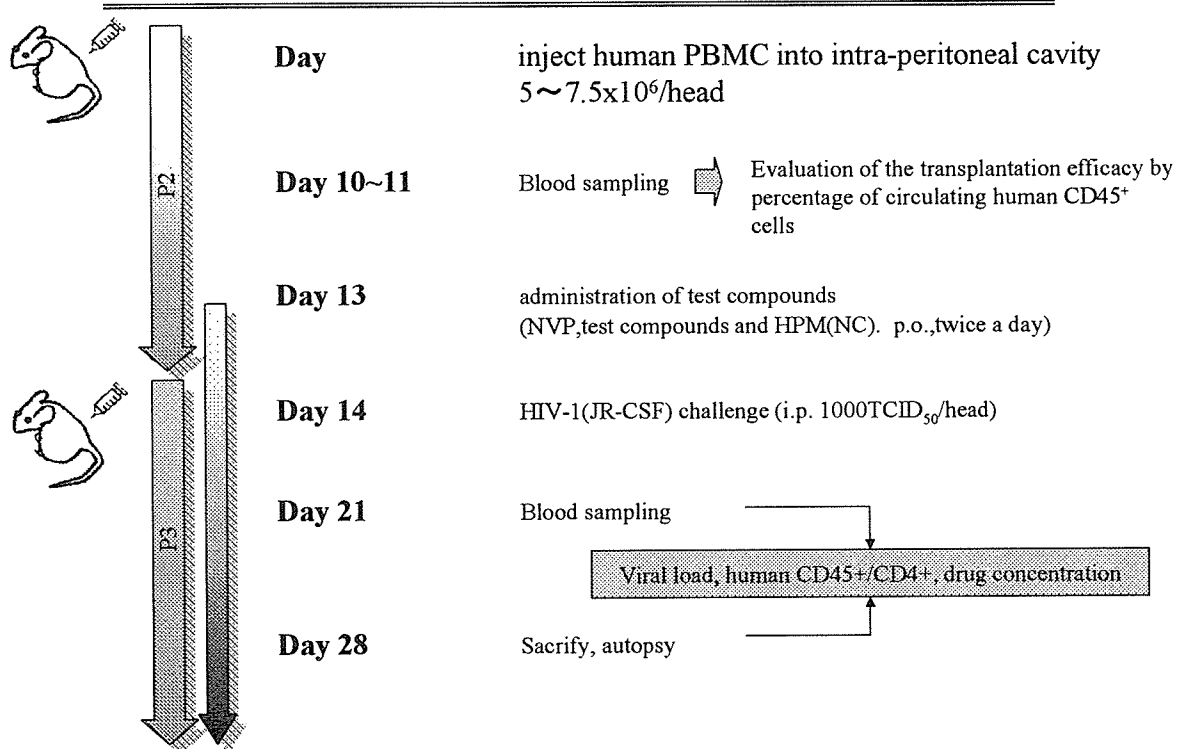 Day inject human PBMC into intra-peritoneal cavity
5〜7.5x10⁶/head
P2
Day 10~11 Blood sampling Evaluation of the transplantation efficacy by
percentage of circulating human CD45⁺
cells
Day 13 administration of test compounds
(NVP,test compounds and HPM(NC). p.o.,twice a day)
Day 14 HIV-1(JR-CSF) challenge (i.p. 1000TCID₅₀/head)
P3
Day 21 Blood sampling
Viral load, human CD45+/CD4+, drug concentration
Day 28 Sacrify, autopsy